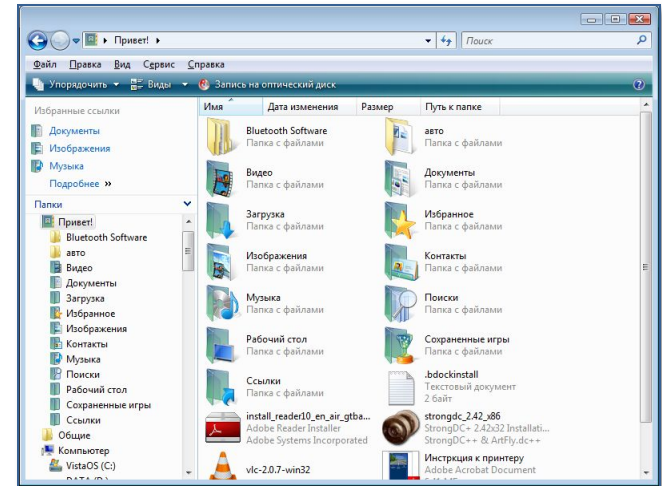 Привет!
Поиск
Файл Правка Вид Сервис Справка
Упорядочить Виды Запись на оптический диск
Избранные ссылки
Документы
Изображения
Музыка
Подробнее »
Папки
Привет!
Bluetooth Software
авто
Видео
Документы
Загрузка
Избранное
Изображения
Контакты
Музыка
Поиски
Рабочий стол
Сохраненные игры
Ссылки
Общие
Компьютер
VistaOS (C:)
DATA (D:)
Имя Дата изменения Размер Путь к папке
Bluetooth Software
Папка с файлами
авто
Папка с файлами
Видео
Папка с файлами
Документы
Папка с файлами
Загрузка
Папка с файлами
Избранное
Папка с файлами
Изображения
Папка с файлами
Контакты
Папка с файлами
Музыка
Папка с файлами
Поиски
Папка с файлами
Рабочий стол
Папка с файлами
Сохраненные игры
Папка с файлами
Ссылки
Папка с файлами
.bdockinstall
Текстовый документ
2 байт
install_reader10_en_air_gtba...
Adobe Reader Installer
Adobe Systems Incorporated
strongdc_2.42_x86
StrongDC+ 2.42x32 Installati...
StrongDC++ & ArtFly.dc++
vlc-2.0.7-win32
Инстркция к принтеру
Adobe Acrobat Document